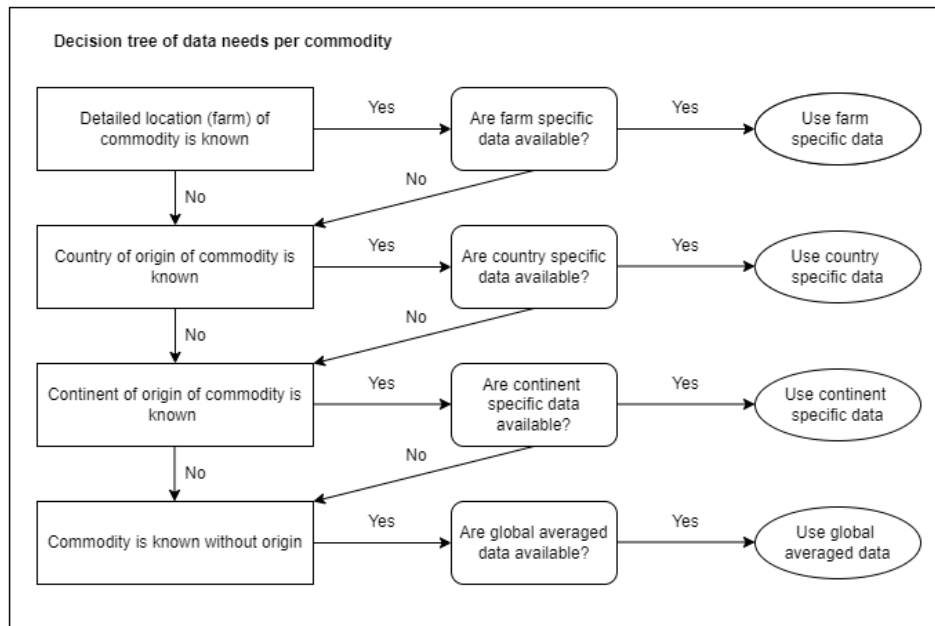 Decision tree of data needs per commodity
Detailed location (farm) of
commodity is known
Yes
Are farm specific
data available?
Yes
Use farm
specific data
No
No
Country of origin of commodity is
known
Yes
Are country specific
data available?
Yes
Use country
specific data
No
No
Continent of origin of commodity is
known
Yes
Are continent
specific data
available?
Yes
Use continent
specific data
No
No
Commodity is known without origin
Yes
Are global averaged
data available?
Yes
Use global
averaged data